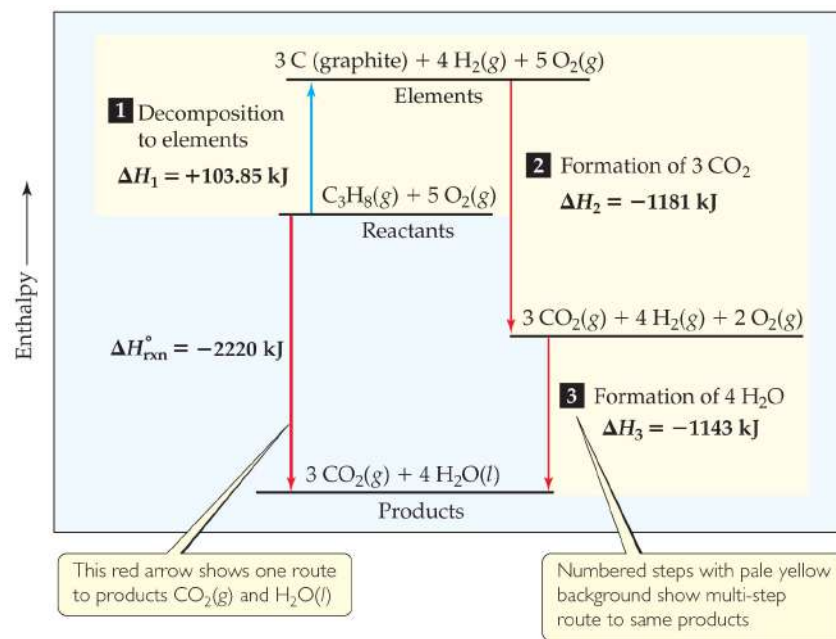 3 C (graphite) + 4 H₂(g) + 5 O₂(g)
Elements
1 Decomposition
to elements
ΔH₁ = +103.85 kJ
2 Formation of 3 CO₂
ΔH₂ = −1181 kJ
C₃H₈(g) + 5 O₂(g)
Reactants
Enthalpy
3 CO₂(g) + 4 H₂(g) + 2 O₂(g)
ΔH°rxn = −2220 kJ
3 Formation of 4 H₂O
ΔH₃ = −1143 kJ
3 CO₂(g) + 4 H₂O(l)
Products
This red arrow shows one route
to products CO₂(g) and H₂O(l)
Numbered steps with pale yellow
background show multi-step
route to same products